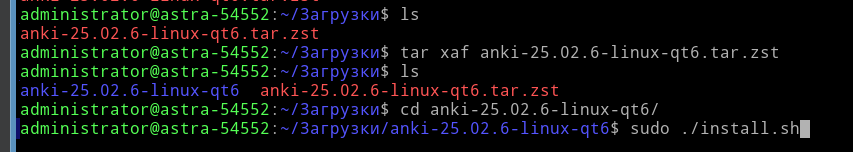 administrator@astra-54552:~/Загрузки$ ls
anki-25.02.6-linux-qt6.tar.zst
administrator@astra-54552:~/Загрузки$ tar xaf anki-25.02.6-linux-qt6.tar.zst
administrator@astra-54552:~/Загрузки$ ls
anki-25.02.6-linux-qt6  anki-25.02.6-linux-qt6.tar.zst
administrator@astra-54552:~/Загрузки$ cd anki-25.02.6-linux-qt6/
administrator@astra-54552:~/Загрузки/anki-25.02.6-linux-qt6$ sudo ./install.sh